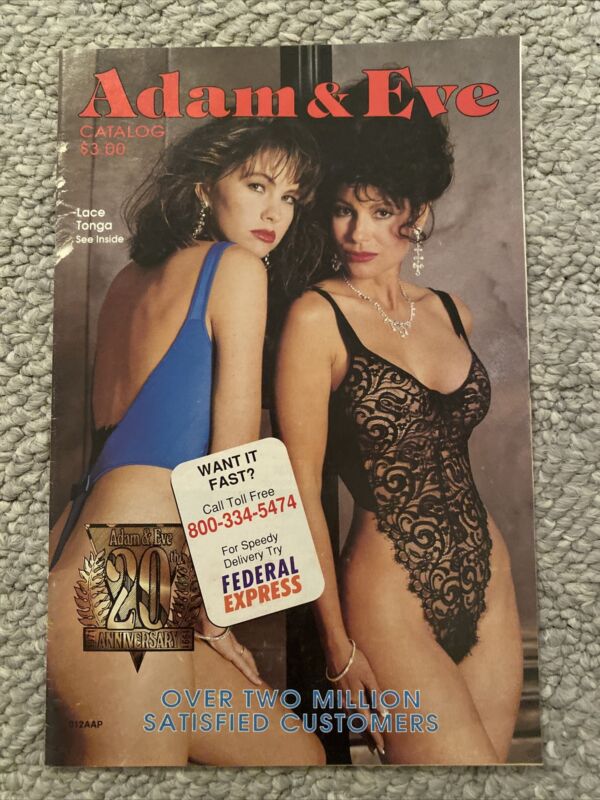 Adam & Eve
CATALOG
$3.00
Lace
Tonga
See Inside
WANT IT
FAST?
Call Toll Free
800-334-5474
For Speedy
Delivery Try
FEDERAL
EXPRESS
Adam & Eve
20th
ANNIVERSARY
OVER TWO MILLION
SATISFIED CUSTOMERS
012AAP